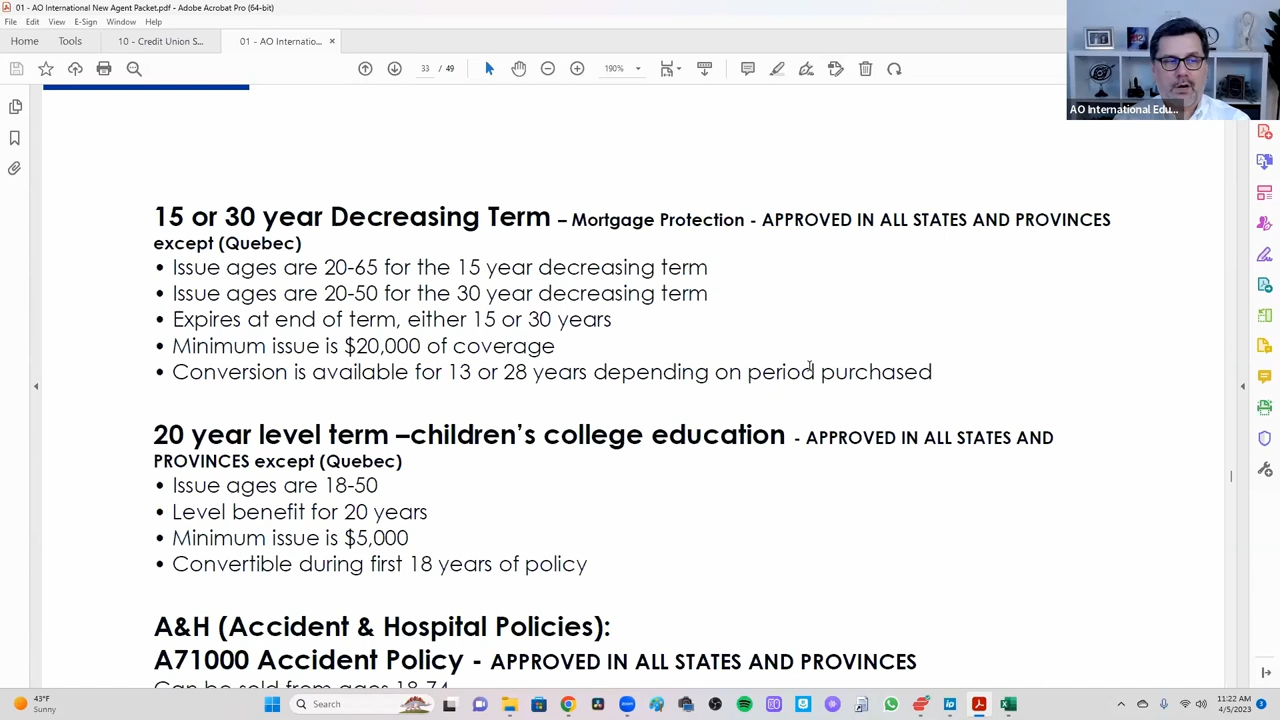 01 - AO International New Agent Packet.pdf - Adobe Acrobat Pro (64-bit)
File Edit View E-Sign Window Help
Home Tools 10 - Credit Union S... 01 - AO Internatio... ×
33 / 49 190%
AO International Edu...
15 or 30 year Decreasing Term – Mortgage Protection - APPROVED IN ALL STATES AND PROVINCES
except (Quebec)
• Issue ages are 20-65 for the 15 year decreasing term
• Issue ages are 20-50 for the 30 year decreasing term
• Expires at end of term, either 15 or 30 years
• Minimum issue is $20,000 of coverage
• Conversion is available for 13 or 28 years depending on period purchased
20 year level term –children’s college education - APPROVED IN ALL STATES AND
PROVINCES except (Quebec)
• Issue ages are 18-50
• Level benefit for 20 years
• Minimum issue is $5,000
• Convertible during first 18 years of policy
A&H (Accident & Hospital Policies):
A71000 Accident Policy - APPROVED IN ALL STATES AND PROVINCES
Can be sold from ages 18-74
43°F
Sunny
Search
11:22 AM
4/5/2023